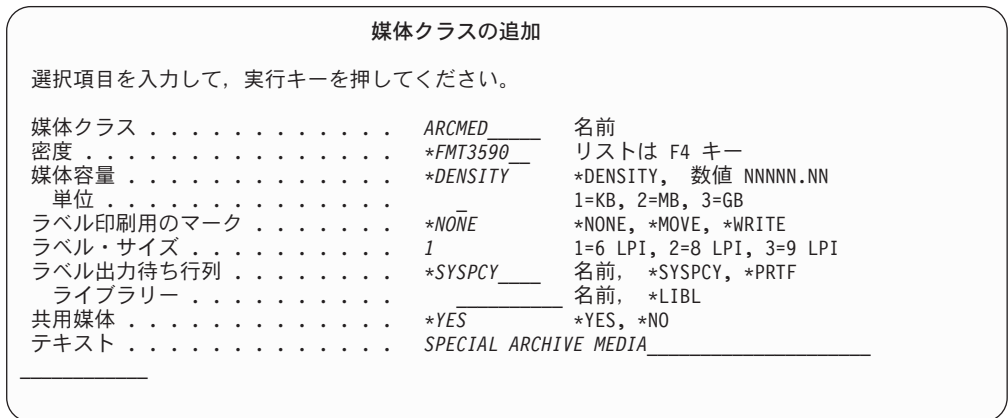 媒体クラスの追加
選択項目を入力して，実行キーを押してください。
媒体クラス . . . . . . . . . . . . . ARCMED_____ 名前
密度 . . . . . . . . . . . . . . . *FMT3590__ リストは F4 キー
媒体容量 . . . . . . . . . . . . . *DENSITY *DENSITY, 数値 NNNNN.NN
単位 . . . . . . . . . . . . . . _ 1=KB, 2=MB, 3=GB
ラベル印刷用のマーク . . . . . . . *NONE *NONE, *MOVE, *WRITE
ラベル・サイズ . . . . . . . . . . 1 1=6 LPI, 2=8 LPI, 3=9 LPI
ラベル出力待ち行列 . . . . . . . . *SYSPCY____ 名前, *SYSPCY, *PRTF
ライブラリー . . . . . . . . . . __________ 名前, *LIBL
共用媒体 . . . . . . . . . . . . . *YES *YES, *NO
テキスト . . . . . . . . . . . . . SPECIAL ARCHIVE MEDIA_____________________
____________